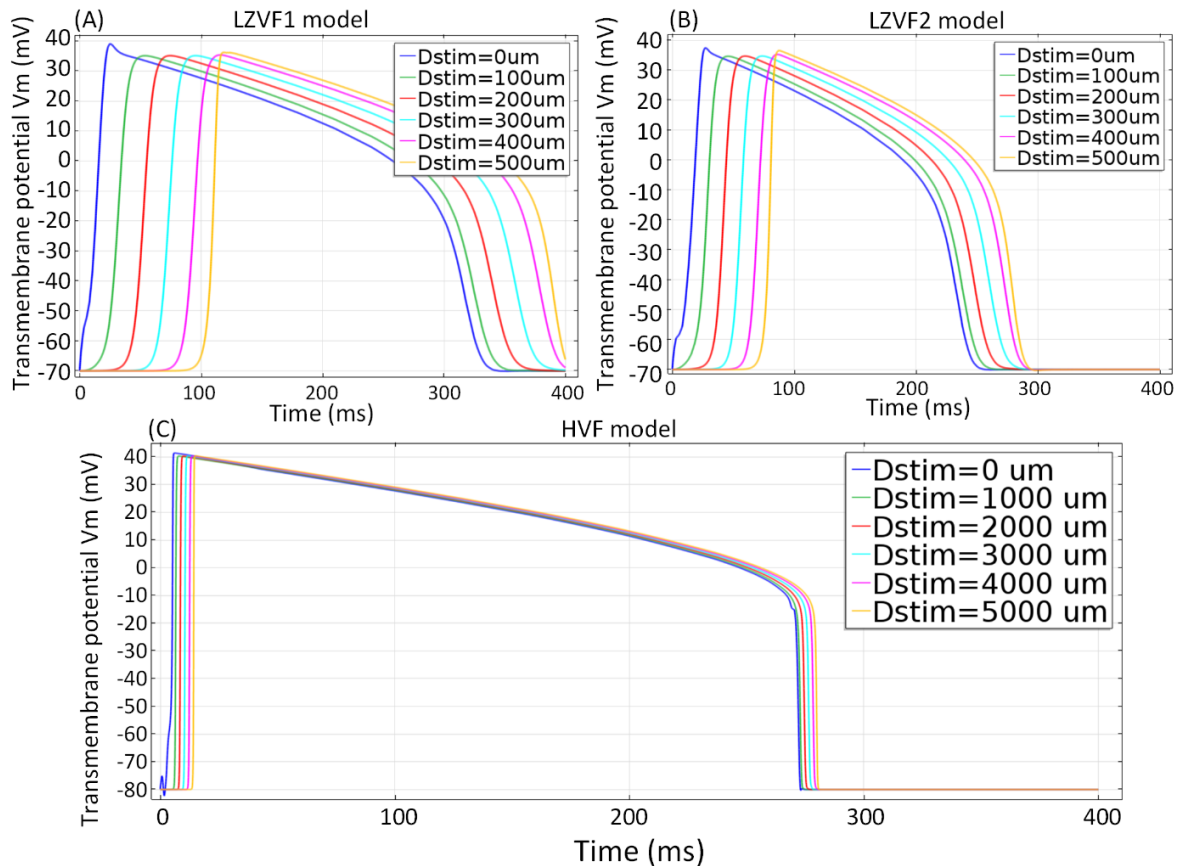 (A)
LZVF1 model
Transmembrane potential Vm (mV)
40
30
20
10
0
-10
-20
-30
-40
-50
-60
-70
Dstim=0um
Dstim=100um
Dstim=200um
Dstim=300um
Dstim=400um
Dstim=500um
0
100
200
300
400
Time (ms)
(B)
LZVF2 model
Transmembrane potential Vm (mV)
40
30
20
10
0
-10
-20
-30
-40
-50
-60
-70
Dstim=0um
Dstim=100um
Dstim=200um
Dstim=300um
Dstim=400um
Dstim=500um
0
100
200
300
400
Time (ms)
(C)
HVF model
Transmembrane potential Vm (mV)
40
30
20
10
0
-10
-20
-30
-40
-50
-60
-70
-80
Dstim=0 um
Dstim=1000 um
Dstim=2000 um
Dstim=3000 um
Dstim=4000 um
Dstim=5000 um
0
100
200
300
400
Time (ms)